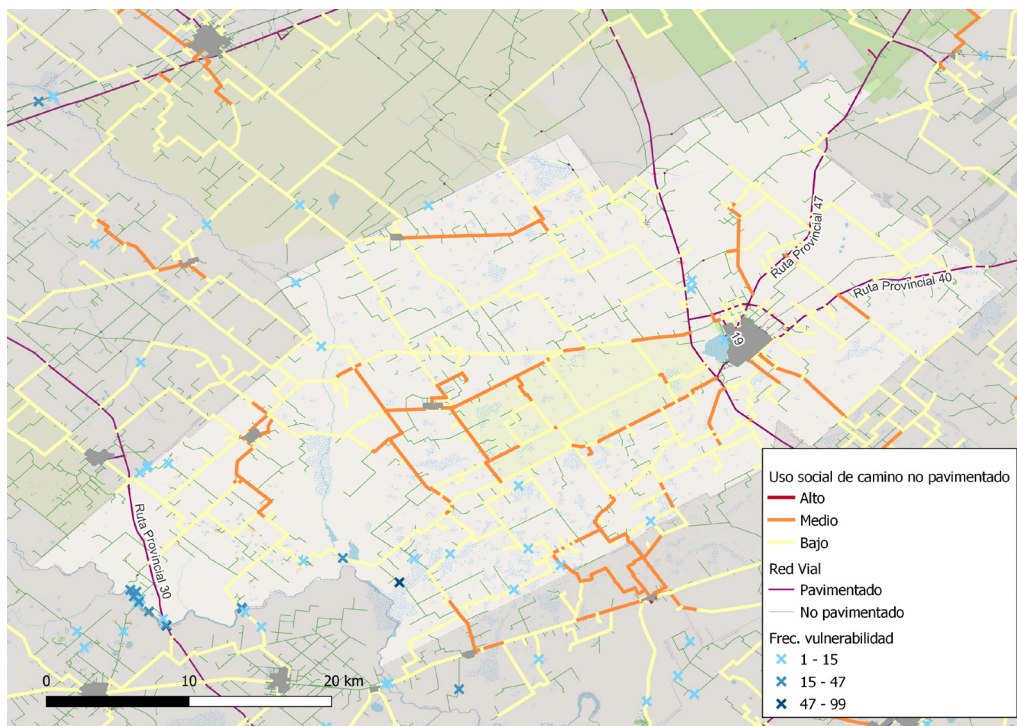 Ruta Provincial 47
Ruta Provincial 40
19
Ruta Provincial 30
0 10 20 km
Uso social de camino no pavimentado
Alto
Medio
Bajo
Red Vial
Pavimentado
No pavimentado
Frec. vulnerabilidad
1 - 15
15 - 47
47 - 99